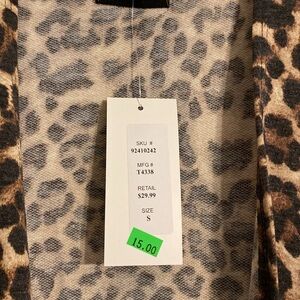 SKU #
92410242
MFG #
T4338
RETAIL
$29.99
SIZE
S
15.00